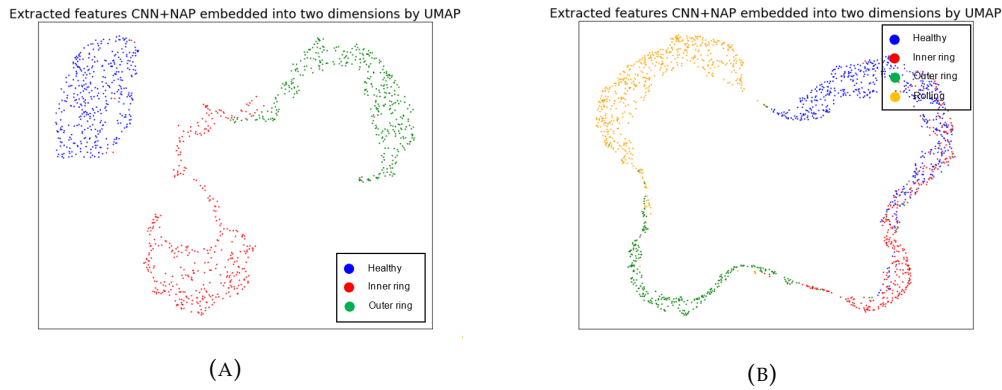 Extracted features CNN+NAP embedded into two dimensions by UMAP
Healthy
Inner ring
Outer ring
(A)
Extracted features CNN+NAP embedded into two dimensions by UMAP
Healthy
Inner ring
Outer ring
Rolling
(B)